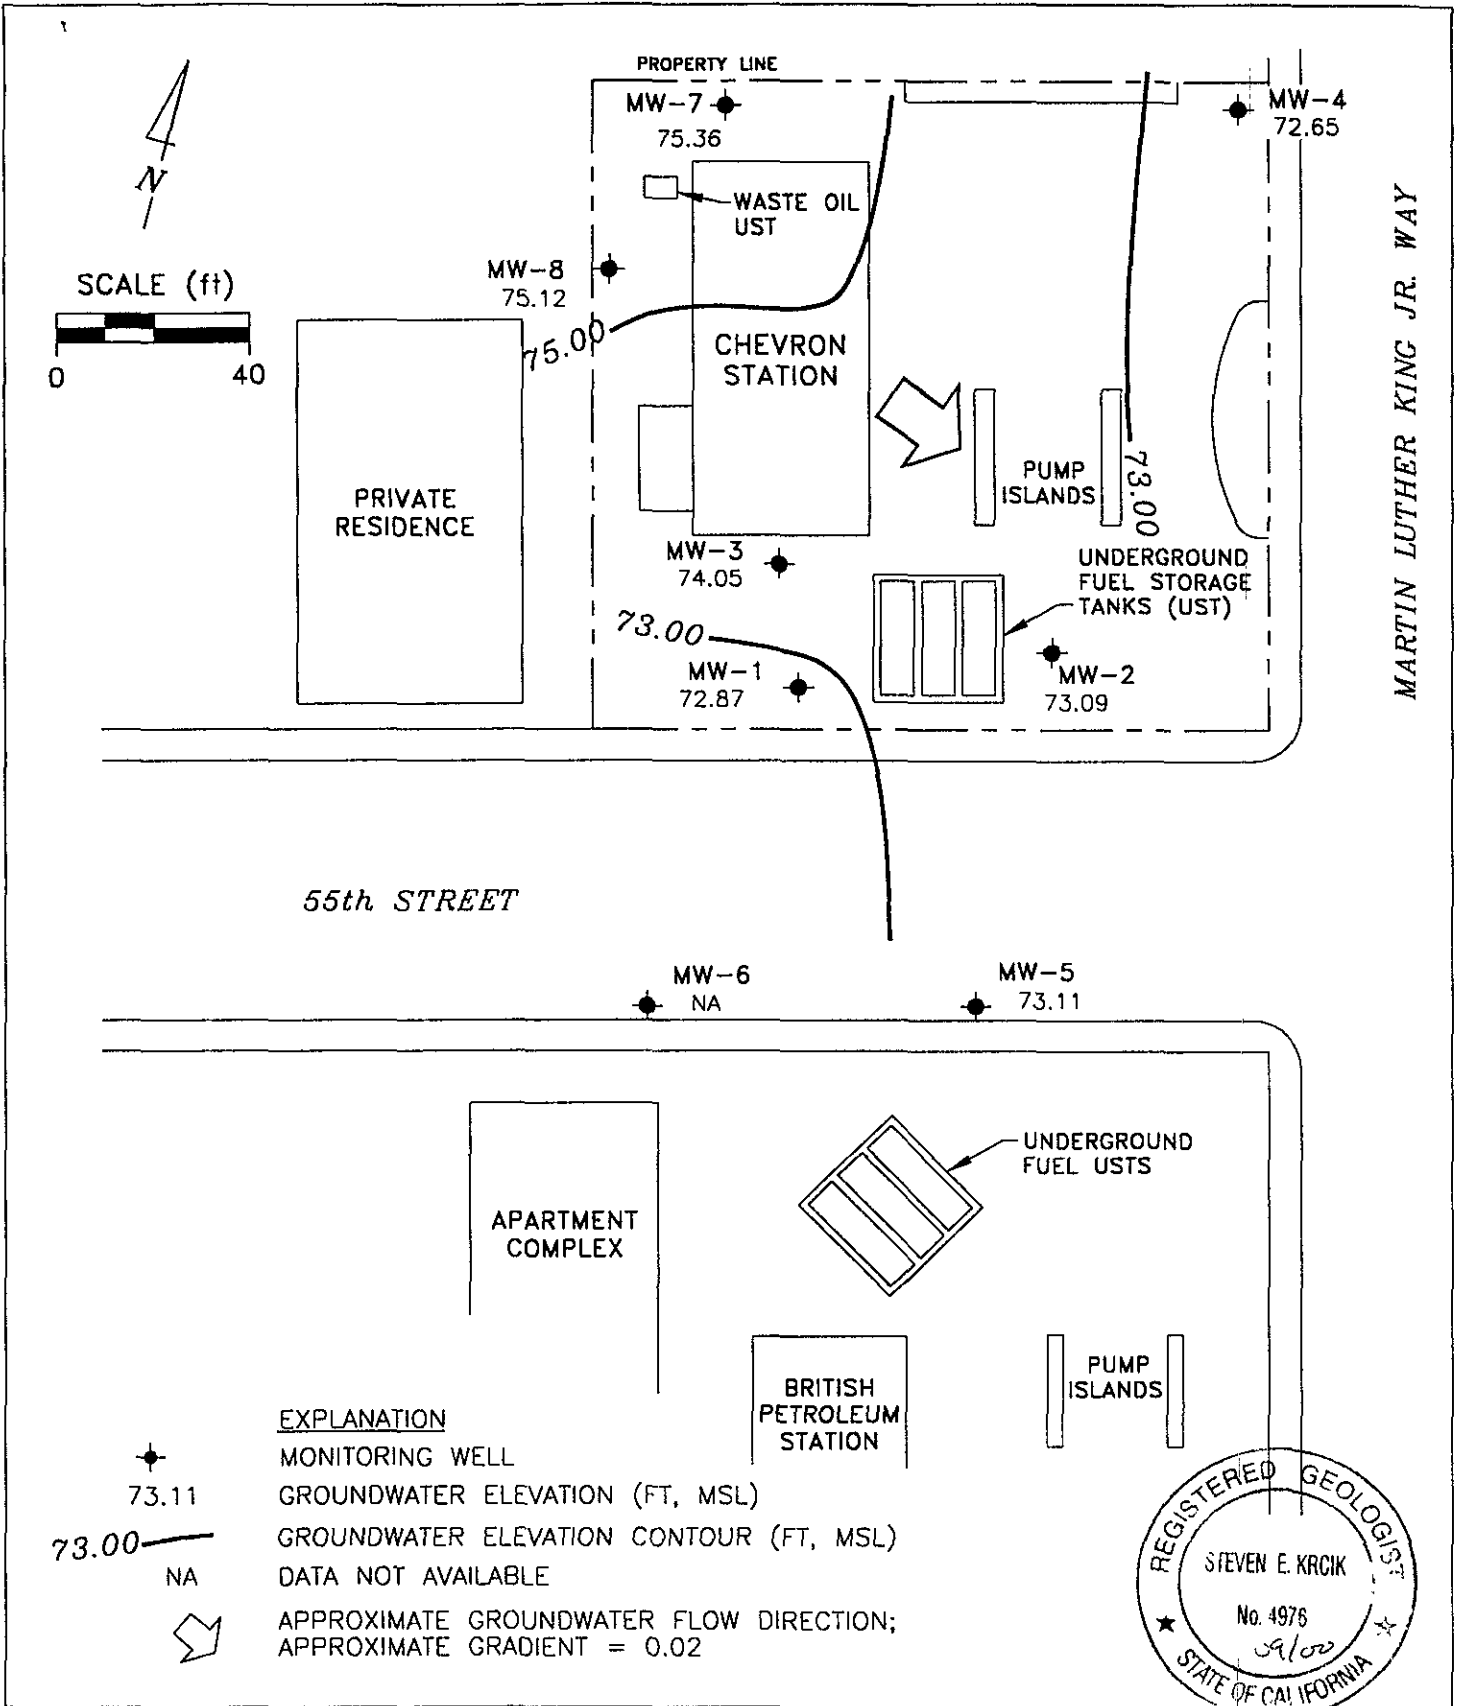 PROPERTY LINE
MW-7
75.36
MW-4
72.65
N
WASTE OIL
UST
MW-8
75.12
SCALE (ft)
0 40
75.00
CHEVRON
STATION
PRIVATE
RESIDENCE
PUMP
ISLANDS
73.00
MARTIN LUTHER KING JR. WAY
MW-3
74.05
UNDERGROUND
FUEL STORAGE
TANKS (UST)
73.00
MW-1
72.87
MW-2
73.09
55th STREET
MW-6
NA
MW-5
73.11
UNDERGROUND
FUEL USTS
APARTMENT
COMPLEX
BRITISH
PETROLEUM
STATION
PUMP
ISLANDS
EXPLANATION
MONITORING WELL
73.11 GROUNDWATER ELEVATION (FT, MSL)
73.00 GROUNDWATER ELEVATION CONTOUR (FT, MSL)
NA DATA NOT AVAILABLE
APPROXIMATE GROUNDWATER FLOW DIRECTION;
APPROXIMATE GRADIENT = 0.02
REGISTERED GEOLOGIST
STEVEN E. KRCIK
No. 4976
09/00
STATE OF CALIFORNIA